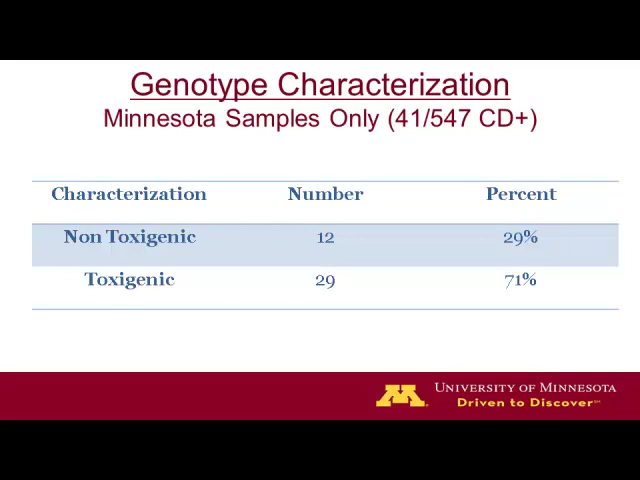 Genotype Characterization
Minnesota Samples Only (41/547 CD+)
Characterization Number Percent
Non Toxigenic 12 29%
Toxigenic 29 71%
M
UNIVERSITY OF MINNESOTA
Driven to Discover℠